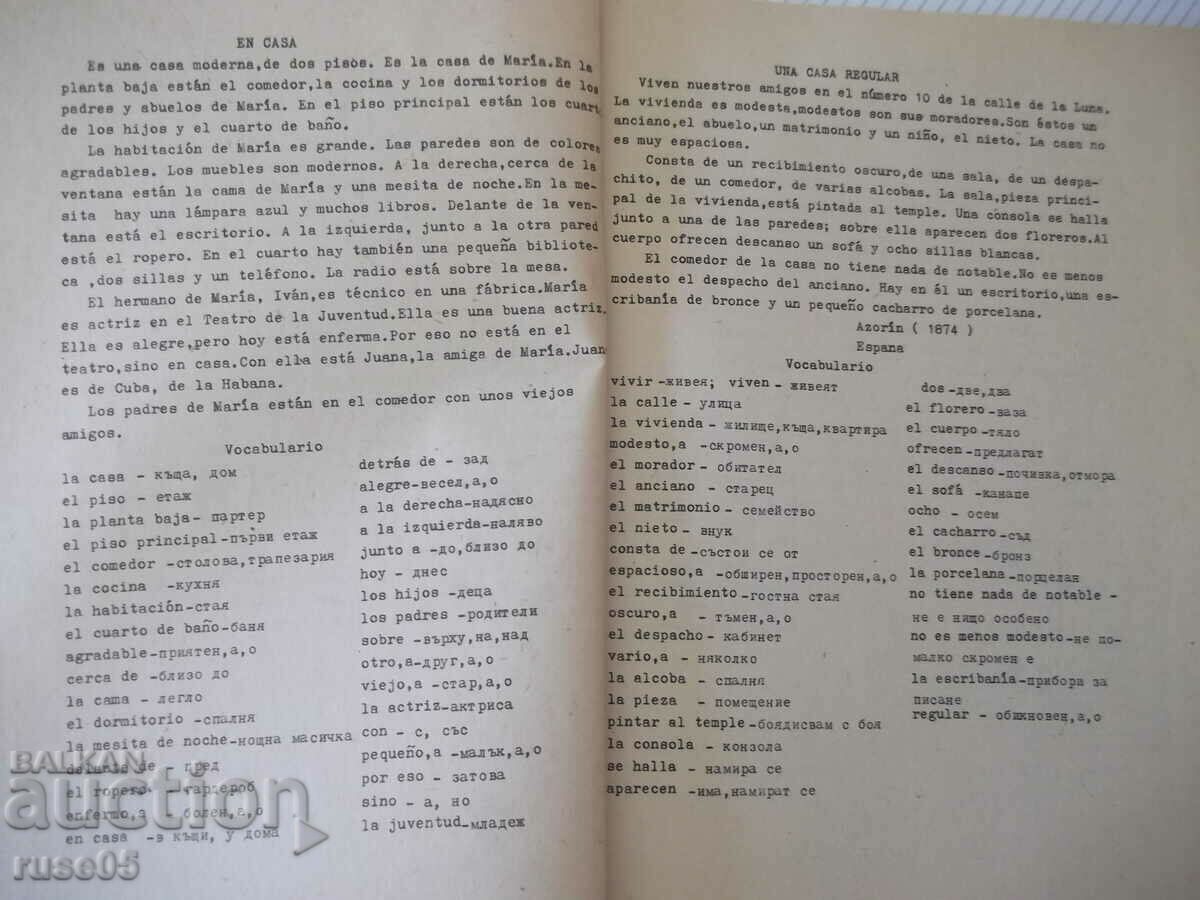 EN CASA
Es una casa moderna,de dos pisos. Es la casa de María.En la
planta baja están el comedor,la cocina y los dormitorios de los
padres y abuelos de María. En el piso principal están los cuart
de los hijos y el cuarto de baño.
La habitación de María es grande. Las paredes son de colores
agradables. Los muebles son modernos. A la derecha,cerca de la
ventana están la cama de María y una mesita de noche.En la me-
sita hay una lámpara azul y muchos libros. Delante de la ven-
tana está el escritorio. A la izquierda, junto a la otra pared
está el ropero. En el cuarto hay también una pequeña bibliote-
ca ,dos sillas y un teléfono. La radio está sobre la mesa.
El hermano de María, Iván,es técnico en una fábrica.María
es actriz en el Teatro de la Juventud.Ella es una buena actriz.
Ella es alegre,pero hoy está enferma.Por eso no está en el
teatro,sino en casa.Con ella está Juana,la amiga de María.Juan
es de Cuba, de la Habana.
Los padres de María están en el comedor con unos viejos
amigos.
Vocabulario
la casa - къща, дом
el piso - етаж
la planta baja- партер
el piso principal-първи етаж
el comedor -столова,трапезария
la cocina -кухня
la habitación-стая
el cuarto de baño-баня
agradable-приятен,а,о
cerca de -близо до
la cama - легло
el dormitorio -спалня
la mesita de noche-нощна масичка
delante de - пред
el ropero - гардероб
enfermo,a - болен,а,о
en casa -в къщи, у дома
detrás de - зад
alegre-весел,а,о
a la derecha-надясно
a la izquierda-наляво
junto a -до,близо до
hoy - днес
los hijos -деца
los padres -родители
sobre -върху,на,над
otro,a-друг,а,о
viejo,a -стар,а,о
la actriz-актриса
con - с, със
pequeño,a -малък,а,о
por eso - затова
sino - а, но
la juventud-младеж
UNA CASA REGULAR
Viven nuestros amigos en el número 10 de la calle de la Luna.
La vivienda es modesta,modestos son sus moradores.Son éstos un
anciano,el abuelo,un matrimonio y un niño, el nieto. La casa no
es muy espaciosa.
Consta de un recibimiento oscuro,de una sala, de un despa-
chito, de un comedor, de varias alcobas. La sala,pieza princi-
pal de la vivienda,está pintada al temple. Una consola se halla
junto a una de las paredes; sobre ella aparecen dos floreros.Al
cuerpo ofrecen descanso un sofá y ocho sillas blancas.
El comedor de la casa no tiene nada de notable.No es menos
modesto el despacho del anciano. Hay en él un escritorio,una es-
cribanía de bronce y un pequeño cacharro de porcelana.
Azorín ( 1874 )
Espana
Vocabulario
vivir -живея; viven - живеят
la calle - улица
la vivienda - жилище,къща,квартира
modesto,a -скромен,а,о
el morador - обитател
el anciano - старец
el matrimonio - семейство
el nieto - внук
consta de -състои се от
espacioso,a -обширен,просторен,а,о
el recibimiento -гостна стая
oscuro,a - тъмен,а,о
el despacho - кабинет
vario,a - няколко
la alcoba - спалня
la pieza - помещение
pintar al temple-боядисвам с боя
la consola - конзола
se halla - намира се
aparecen -има,намират се
dos -две,два
el florero -ваза
el cuerpo -тяло
ofrecen -предлагат
el descanso -почивка,отмора
el sofá -канапе
ocho - осем
el cacharro -съд
el bronce -бронз
la porcelana -порцелан
no tiene nada de notable -
не е нищо особено
no es menos modesto-не по-
малко скромен е
la escribanía-прибори за
писане
regular - обикновен,а,о
BALKAN
auction
ruse05